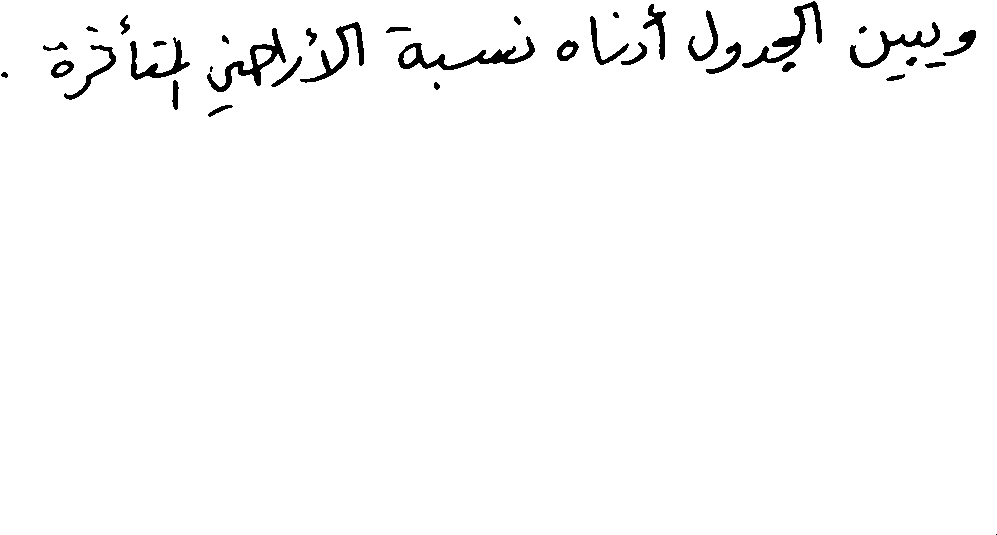 ويبين الجدول أدناه نسبة الأراضي المتأثرة .